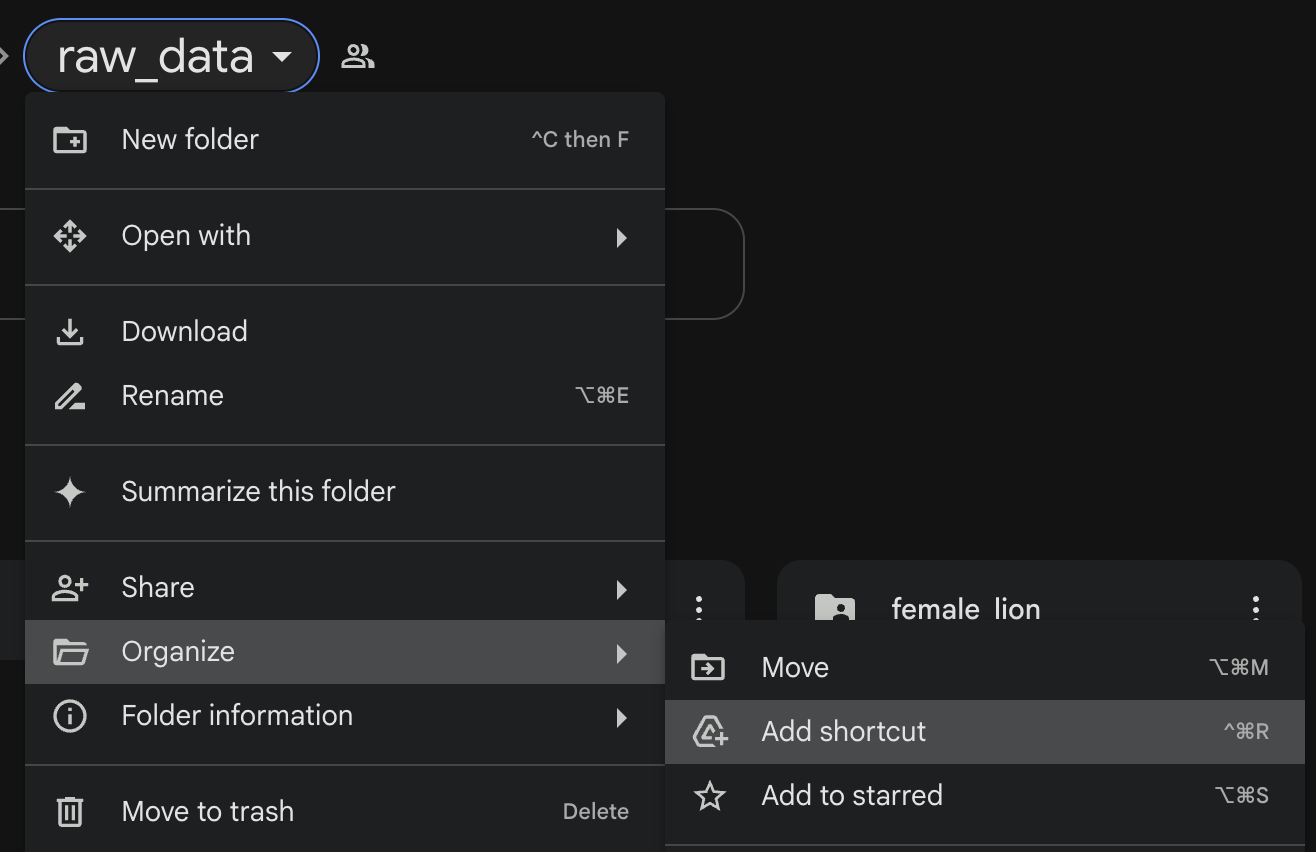 raw_data
New folder ^C then F
Open with
Download
Rename ⌥⌘E
Summarize this folder
Share
female_lion
Organize
Move ⌥⌘M
Folder information
Add shortcut ^⌘R
Add to starred ⌥⌘S
Move to trash Delete